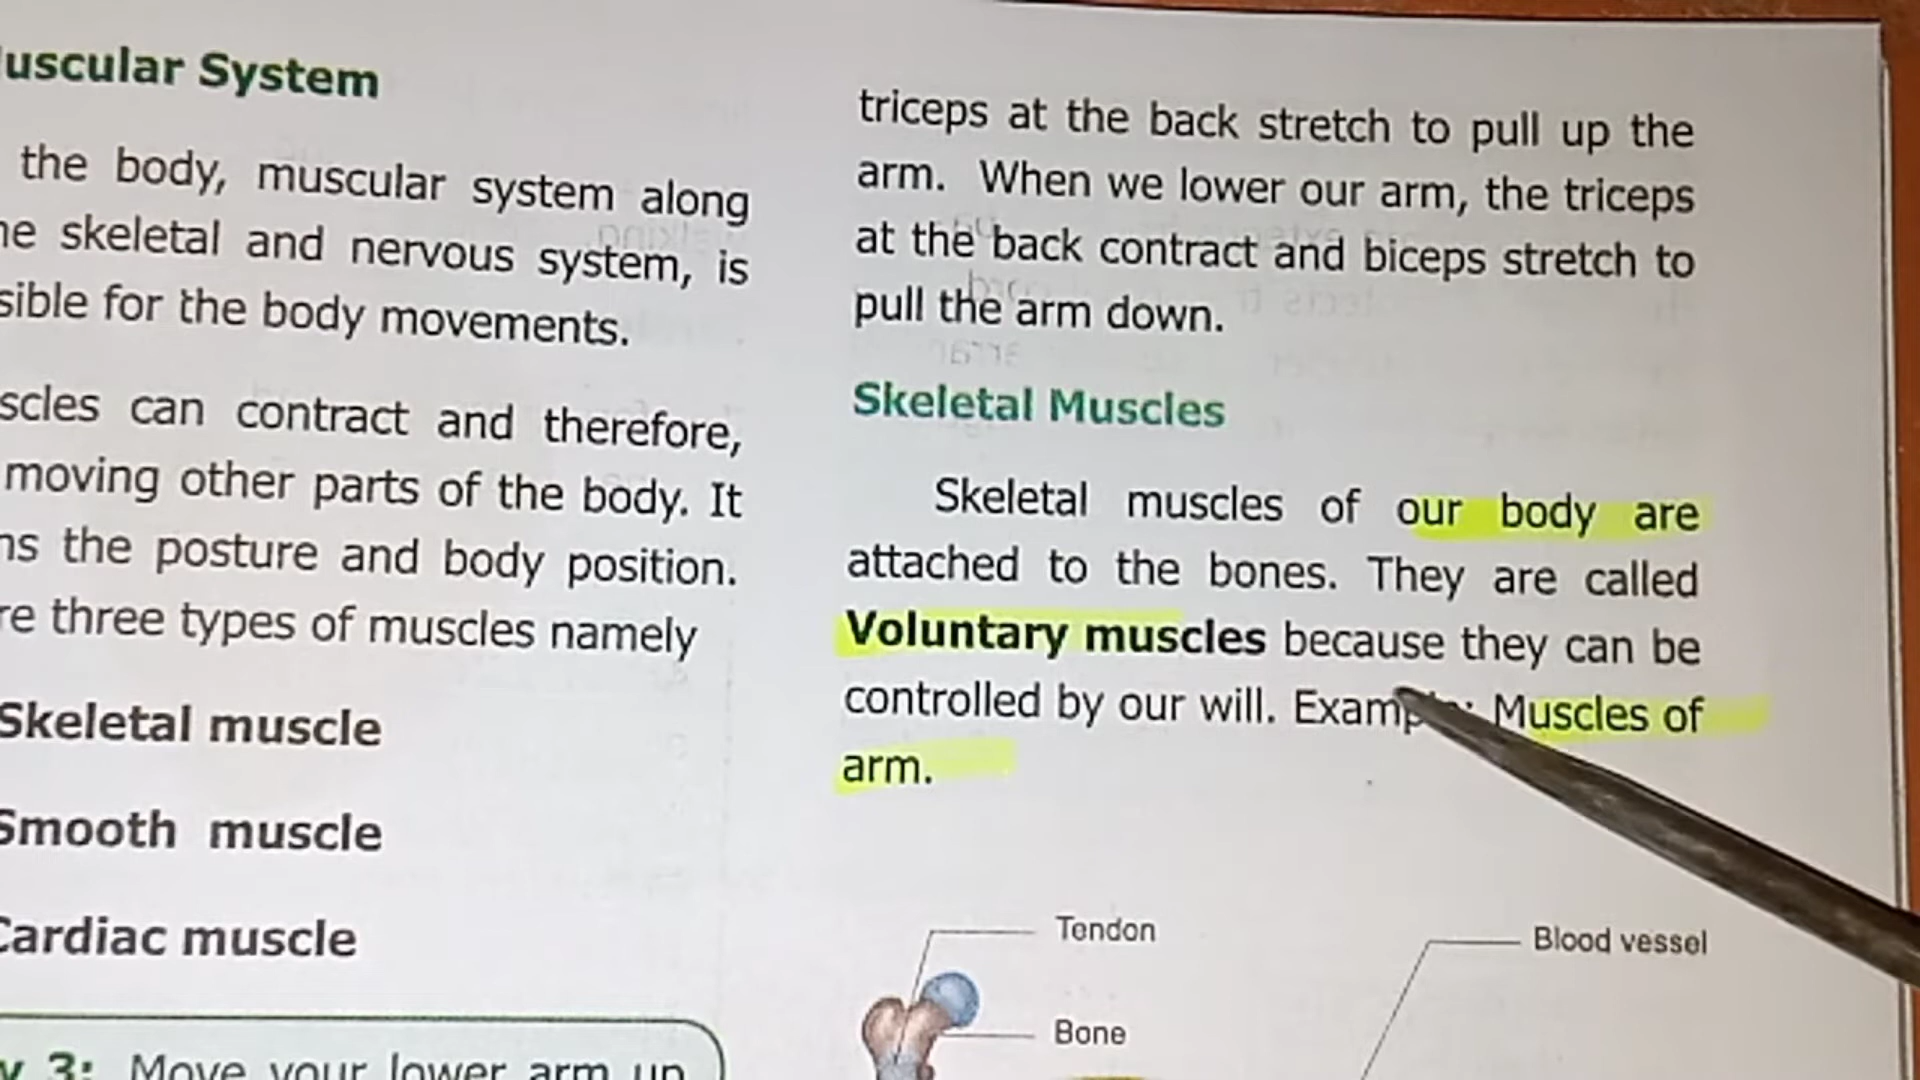 uscular System
the body, muscular system along
skeletal and nervous system, is
sible for the body movements.
scles can contract and therefore,
moving other parts of the body. It
ns the posture and body position.
re three types of muscles namely
Skeletal muscle
Smooth muscle
Cardiac muscle
3: Move your lower arm up
triceps at the back stretch to pull up the
arm. When we lower our arm, the triceps
at the back contract and biceps stretch to
pull the arm down.
Skeletal Muscles
Skeletal muscles of our body are
attached to the bones. They are called
Voluntary muscles because they can be
controlled by our will. Examp : Muscles of
arm.
Tendon
Blood vessel
Bone